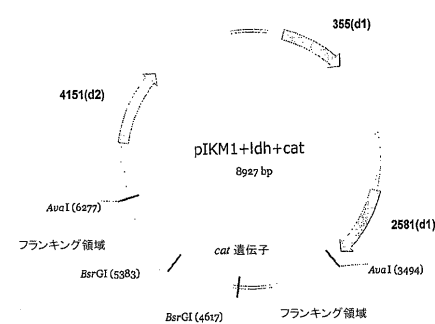 355(d1)
4151(d2)
pIKM1+ldh+cat
8927 bp
AvaI (6277)
2581(d1)
フランキング領域
cat 遺伝子
AvaI (3494)
BsrGI (5383)
BsrGI (4617)
フランキング領域